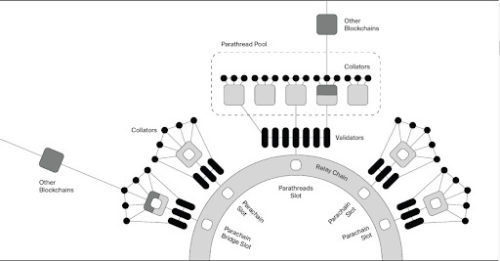 Other
Blockchains
Parathread Pool
Collators
Collators
Validators
Other
Blockchains
Relay Chain
Parathreads
Slot
Parachain
Slot
Parachain
Slot
Parachain
Bridge Slot
Parachain
Slot